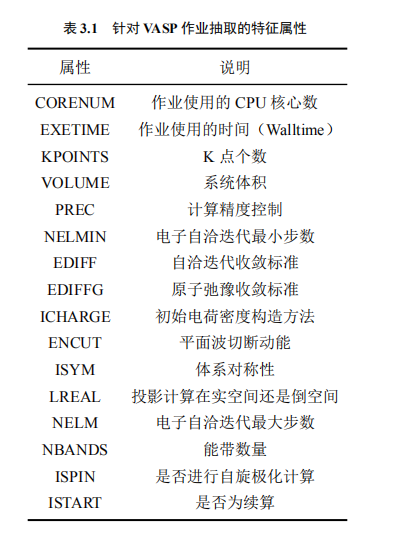 表 3.1 针对 VASP 作业抽取的特征属性
属性 说明
CORENUM 作业使用的 CPU 核心数
EXETIME 作业使用的时间（Walltime）
KPOINTS K 点个数
VOLUME 系统体积
PREC 计算精度控制
NELMIN 电子自洽迭代最小步数
EDIFF 自洽迭代收敛标准
EDIFFG 原子弛豫收敛标准
ICHARGE 初始电荷密度构造方法
ENCUT 平面波切断动能
ISYM 体系对称性
LREAL 投影计算在实空间还是倒空间
NELM 电子自洽迭代最大步数
NBANDS 能带数量
ISPIN 是否进行自旋极化计算
ISTART 是否为续算